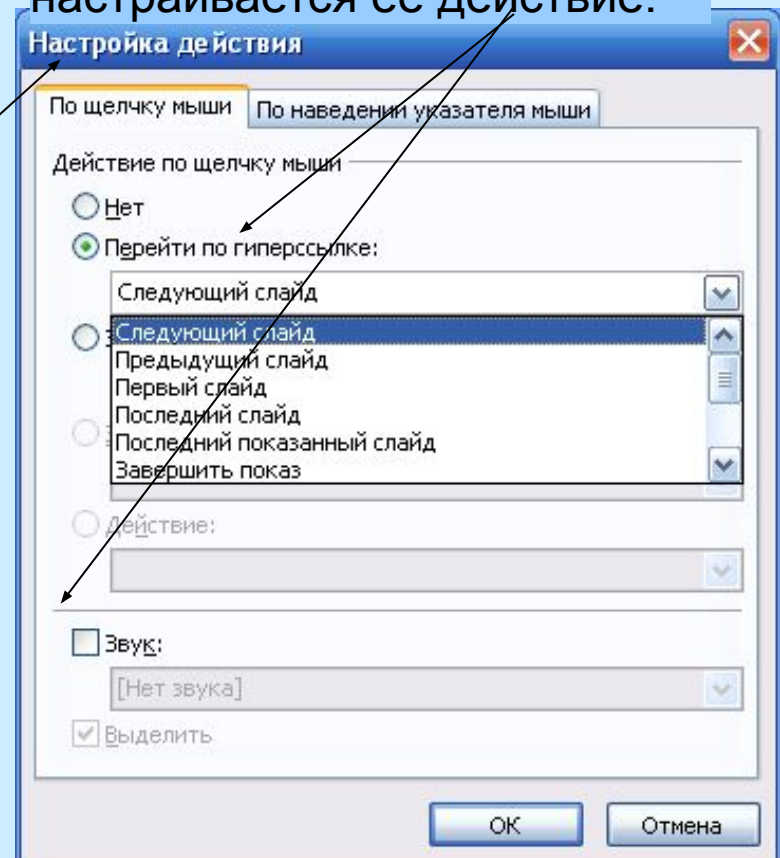 настраивается её действие.
Настройка действия
По щелчку мыши
По наведении указателя мыши
Действие по щелчку мыши
Нет
Перейти по гиперссылке:
Следующий слайд
Следующий слайд
Предыдущий слайд
Первый слайд
Последний слайд
Последний показанный слайд
Завершить показ
Действие:
Звук:
[Нет звука]
Выделить
ОК
Отмена